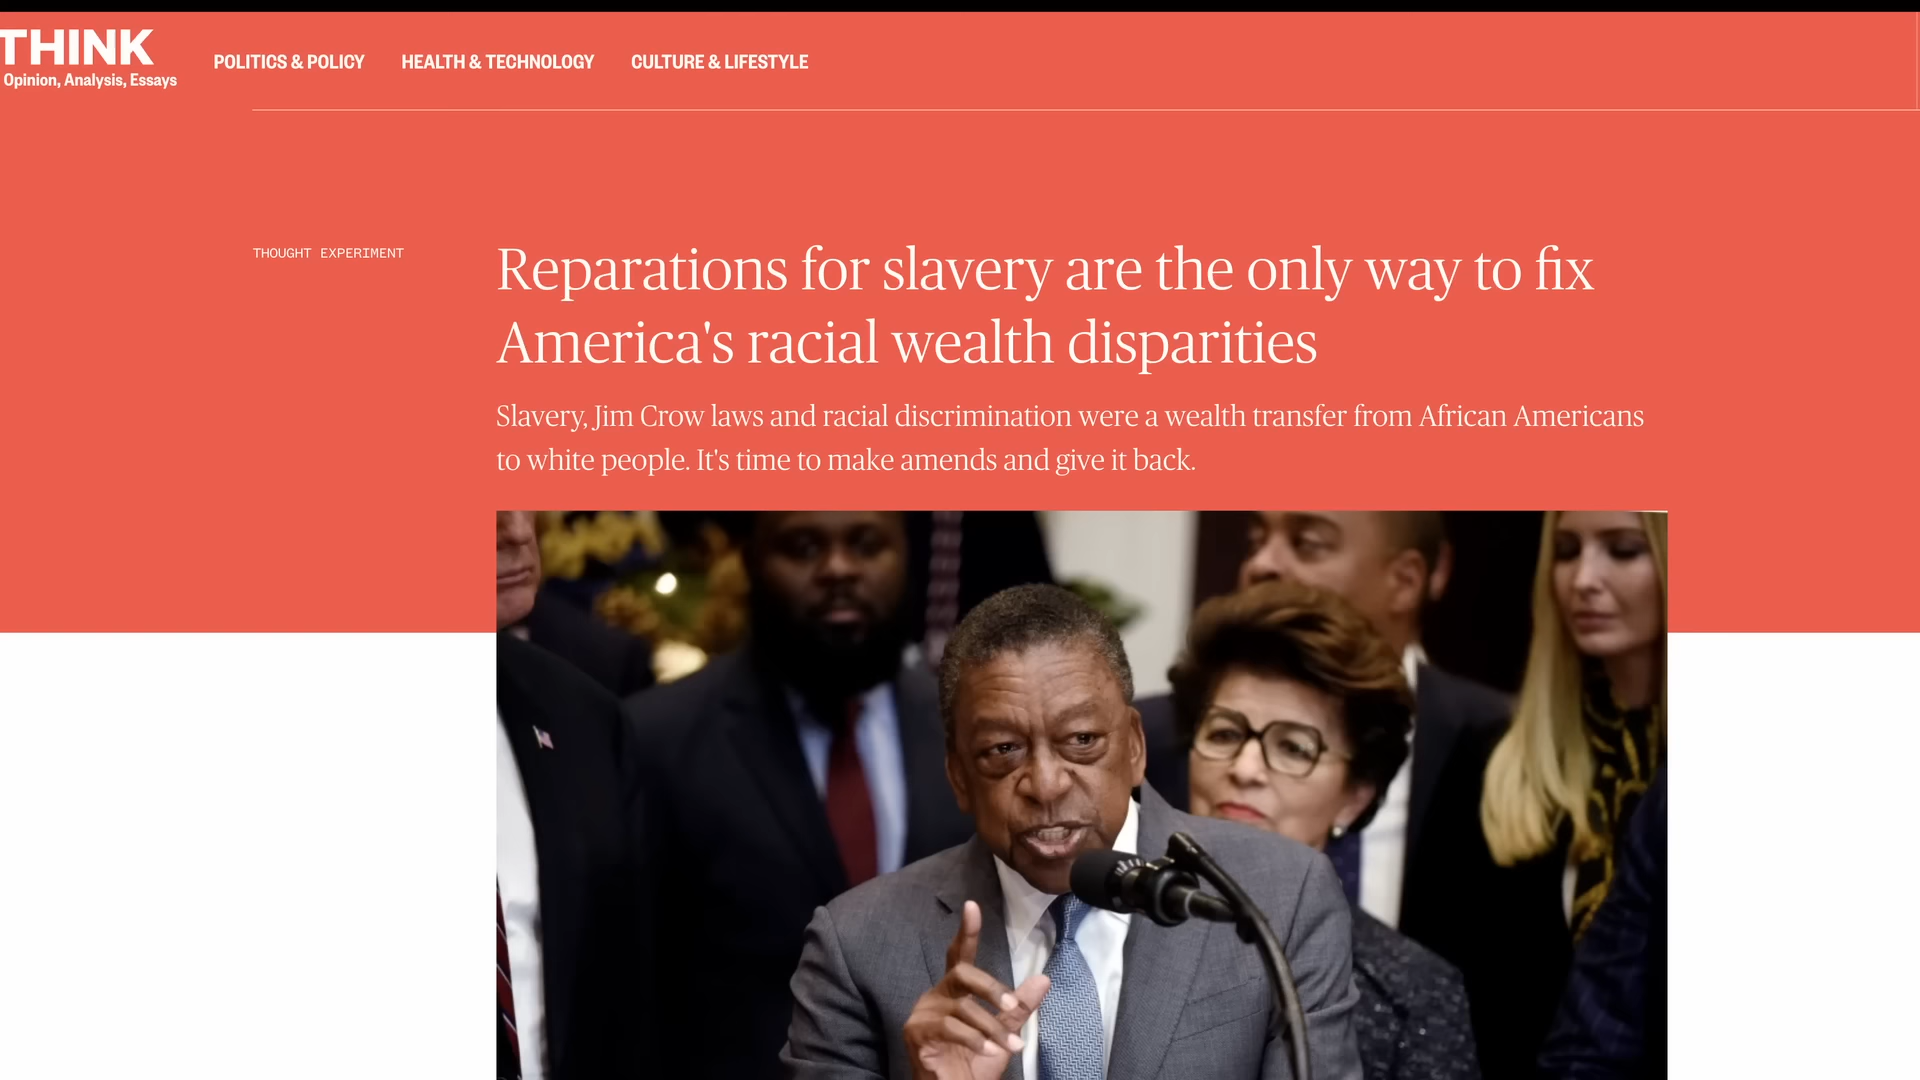 THINK
Opinion, Analysis, Essays
POLITICS & POLICY
HEALTH & TECHNOLOGY
CULTURE & LIFESTYLE
THOUGHT EXPERIMENT
Reparations for slavery are the only way to fix
America's racial wealth disparities
Slavery, Jim Crow laws and racial discrimination were a wealth transfer from African Americans
to white people. It's time to make amends and give it back.